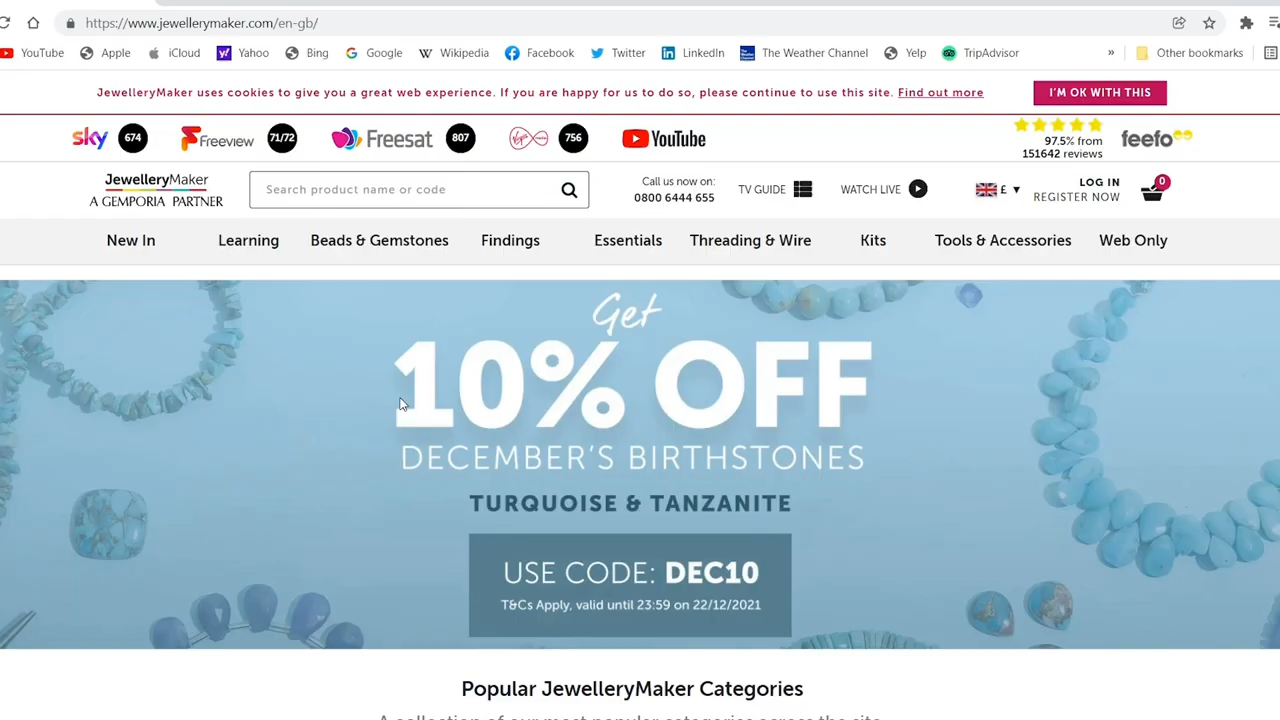 https://www.jewellerymaker.com/en-gb/
YouTube Apple iCloud Yahoo Bing Google Wikipedia Facebook Twitter LinkedIn The Weather Channel Yelp TripAdvisor » Other bookmarks
JewelleryMaker uses cookies to give you a great web experience. If you are happy for us to do so, please continue to use this site. Find out more
I'M OK WITH THIS
sky 674 Freeview 71/72 Freesat 807 Virgin 756 YouTube
97.5% from
151642 reviews
feefo
JewelleryMaker
A GEMPORIA PARTNER
Search product name or code
Call us now on:
0800 6444 655
TV GUIDE
WATCH LIVE
£
LOG IN
REGISTER NOW
0
New In Learning Beads & Gemstones Findings Essentials Threading & Wire Kits Tools & Accessories Web Only
Get
10% OFF
DECEMBER'S BIRTHSTONES
TURQUOISE & TANZANITE
USE CODE: DEC10
T&Cs Apply, valid until 23:59 on 22/12/2021
Popular JewelleryMaker Categories
A collection of our most popular categories across the site